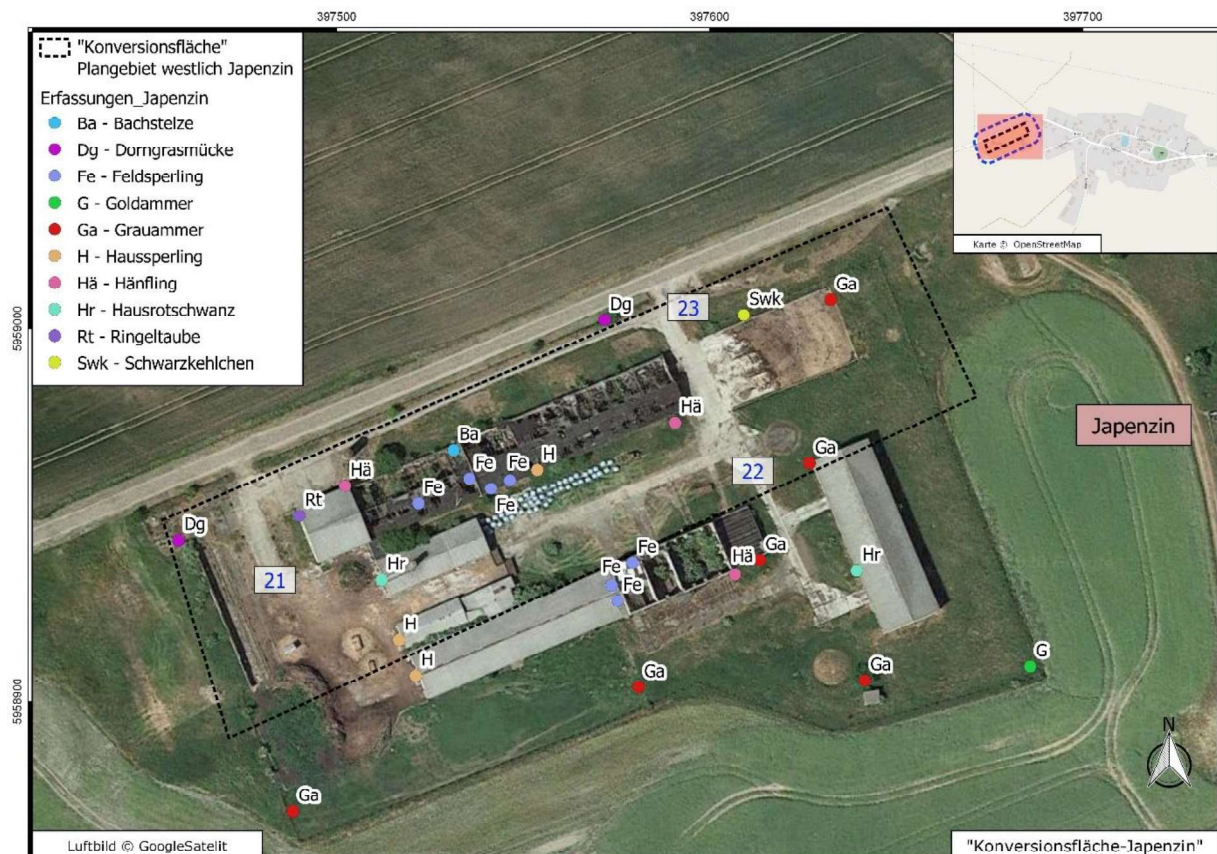 397500
397600
397700
"Konversionsfläche"
Plangebiet westlich Japenzin
Erfassungen_Japenzin
Ba - Bachstelze
Dg - Dorngrasmücke
Fe - Feldsperling
G - Goldammer
Ga - Grauammer
H - Haussperling
Hä - Hänfling
Hr - Hausrotschwanz
Rt - Ringeltaube
Swk - Schwarzkehlchen
Karte © OpenStreetMap
5959000
5958900
Dg
23
Swk
Ga
Hä
Japenzin
Ba
H
Ga
Hä
Fe
Fe
22
Rt
Fe
Fe
Dg
Hr
Fe
Ga
21
Fe
Hä
Hr
Fe
H
H
G
Ga
Ga
N
Ga
Luftbild © GoogleSatelit
"Konversionsfläche-Japenzin"